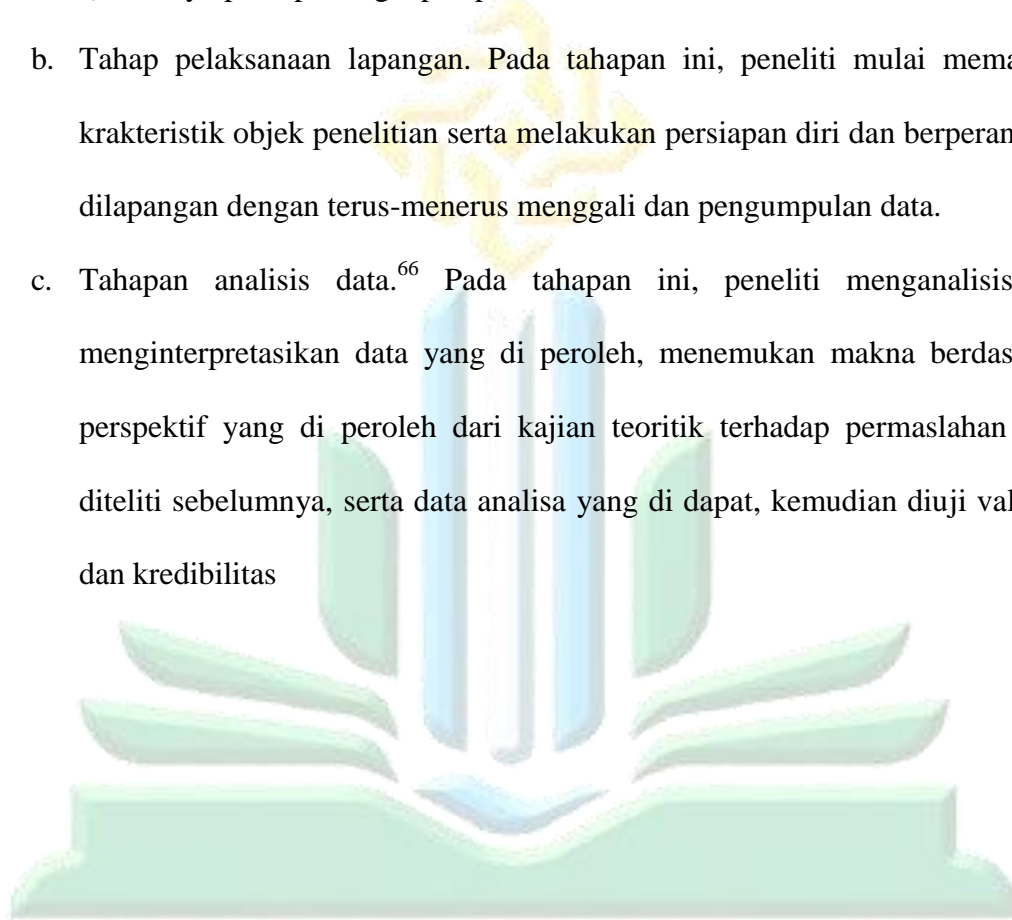 b. Tahap pelaksanaan lapangan. Pada tahapan ini, peneliti mulai
krakteristik objek penelitian serta melakukan persiapan diri dan berperan
dilapangan dengan terus-menerus menggali dan pengumpulan data.
c. Tahapan analisis data.66 Pada tahapan ini, peneliti menganalisis
menginterpretasikan data yang di peroleh, menemukan makna
perspektif yang di peroleh dari kajian teoritik terhadap permaslahan
diteliti sebelumnya, serta data analisa yang di dapat, kemudian diuji
dan kredibilitas